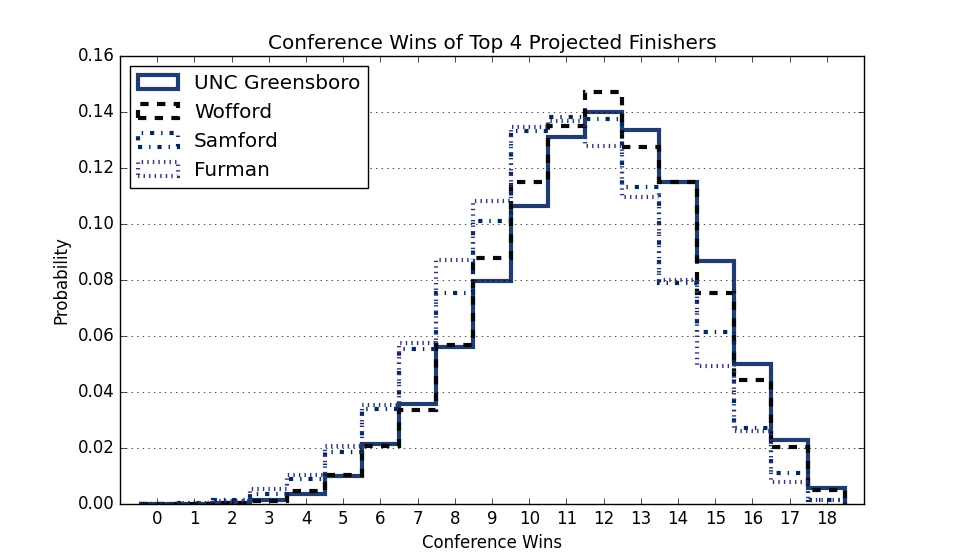 Conference Wins of Top 4 Projected Finishers
0.16
0.14
0.12
0.10
0.08
0.06
0.04
0.02
0.00
Probability
UNC Greensboro
Wofford
Samford
Furman
0 1 2 3 4 5 6 7 8 9 10 11 12 13 14 15 16 17 18
Conference Wins